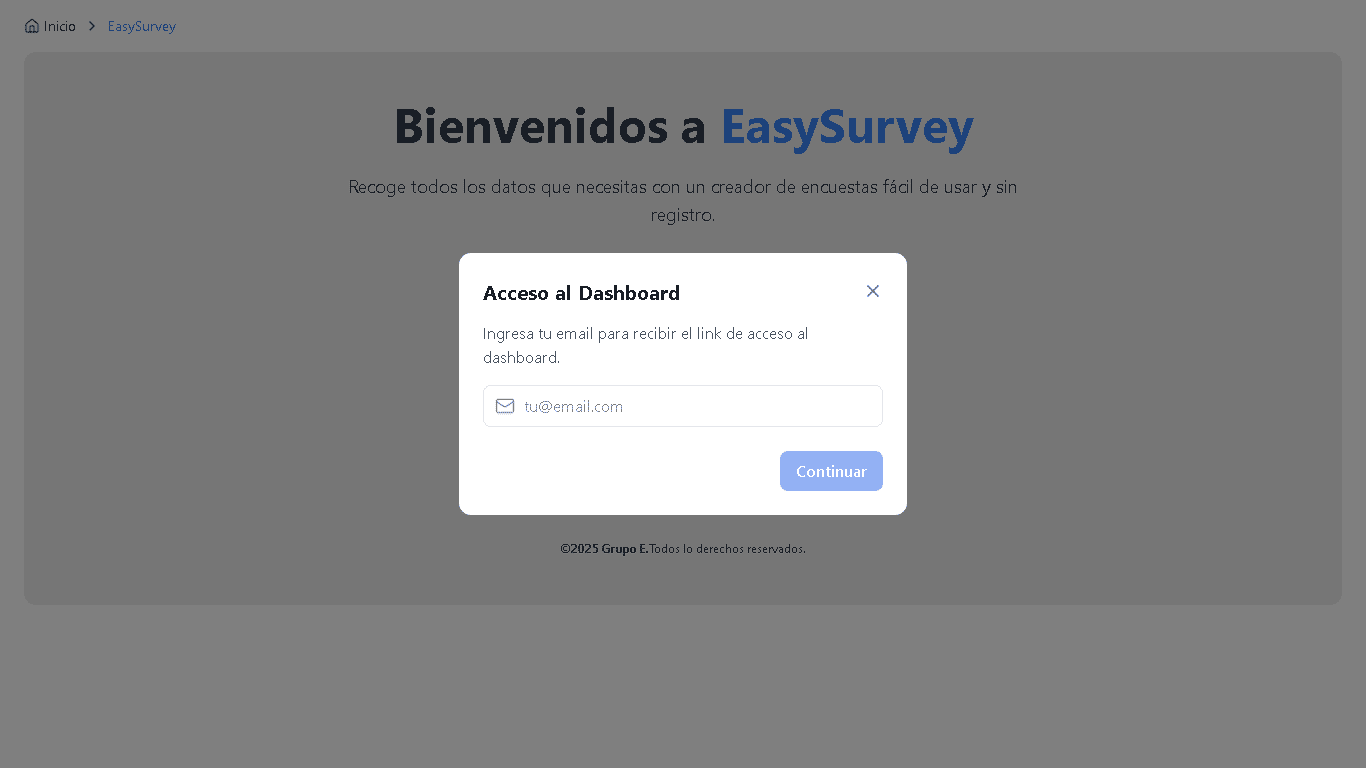 Inicio EasySurvey
Bienvenidos a EasySurvey
Recoge todos los datos que necesitas con un creador de encuestas fácil de usar y sin
registro.
Acceso al Dashboard
Ingresa tu email para recibir el link de acceso al
dashboard.
tu@email.com
Continuar
©2025 Grupo E.Todos lo derechos reservados.